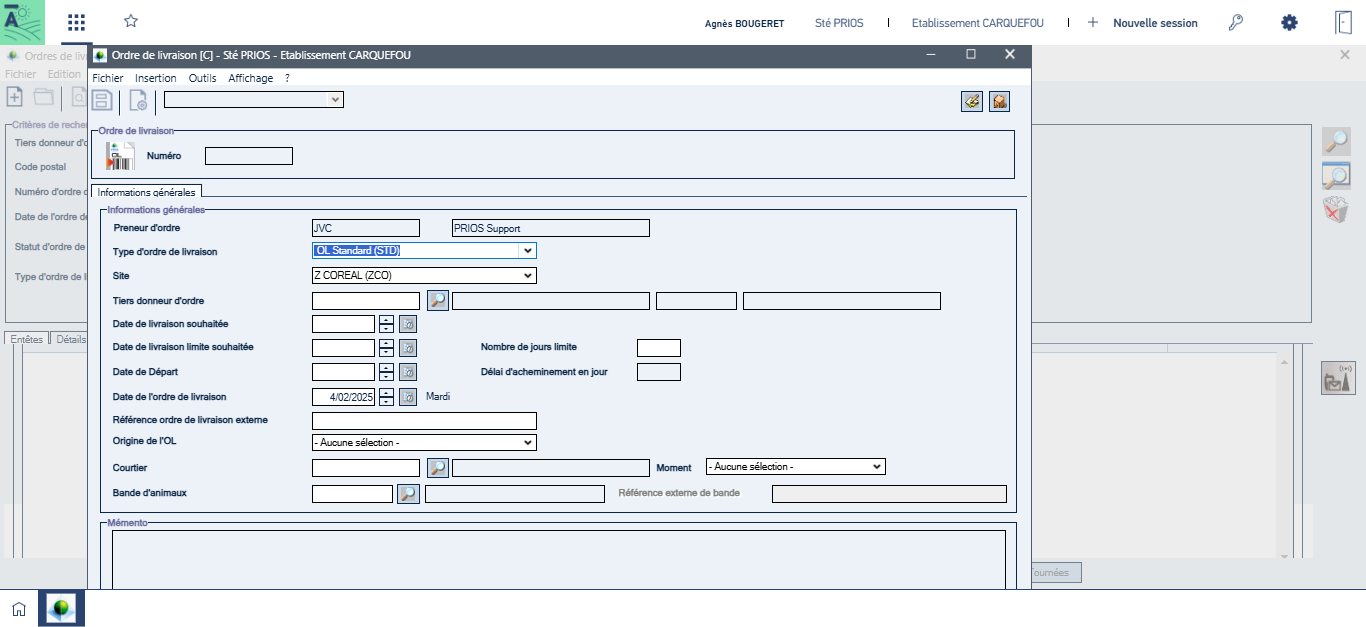 Agnès BOUGERET Sté PRIOS Etablissement CARQUEFOU + Nouvelle session
Ordres de liv
Ordre de livraison [C] - Sté PRIOS - Etablissement CARQUEFOU
Fichier Edition
Fichier Insertion Outils Affichage ?
Critères de recher
Tiers donneur d'o
Code postal
Numéro d'ordre d
Date de l'ordre de
Statut d'ordre de
Type d'ordre de l
Entêtes Détails
Ordre de livraison
Numéro
Informations générales
Informations générales
Preneur d'ordre JVC PRIOS Support
Type d'ordre de livraison OL Standard (STD)
Site Z COREAL (ZCO)
Tiers donneur d'ordre
Date de livraison souhaitée
Date de livraison limite souhaitée Nombre de jours limite
Date de Départ Délai d'acheminement en jour
Date de l'ordre de livraison 4/02/2025 Mardi
Référence ordre de livraison externe
Origine de l'OL - Aucune sélection -
Courtier Moment - Aucune sélection -
Bande d'animaux Référence externe de bande
Mémento
Tournées